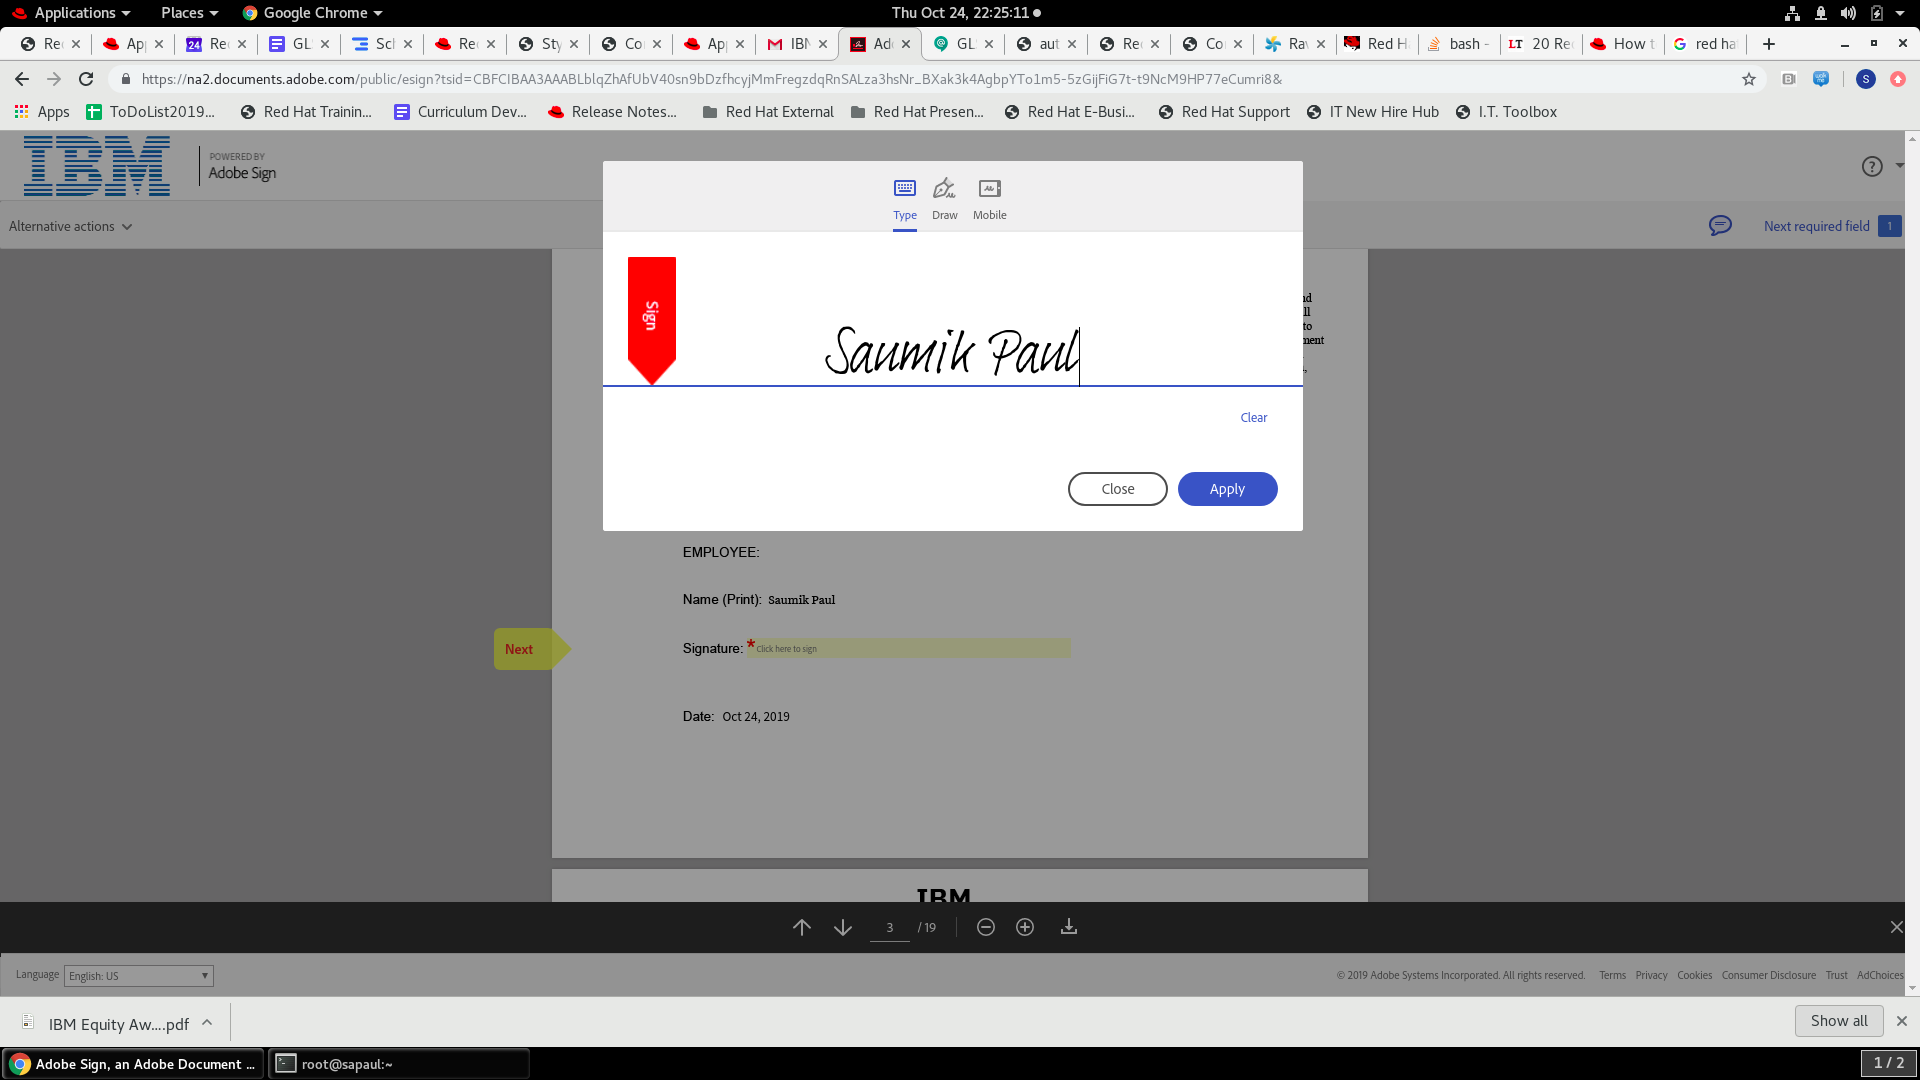 Applications Places Google Chrome Thu Oct 24, 22:25:11
Re App Re GL Sc Re Sty Co App IBM Ado GL aut Re Co Rav Red H bash - 20 Re How t red ha
https://na2.documents.adobe.com/public/esign?tsid=CBFCIBAA3AAABLblqZhAfUbV40sn9bDzfhcyjMmFregzdqRnSALza3hsNr_BXak3k4AgbpYTo1m5-5zGijFiG7t-t9NcM9HP77eCumri8&
Apps ToDoList2019... Red Hat Trainin... Curriculum Dev... Release Notes... Red Hat External Red Hat Presen... Red Hat E-Busi... Red Hat Support IT New Hire Hub I.T. Toolbox
IBM POWERED BY
Adobe Sign
Type Draw Mobile
Alternative actions Next required field 1
Sign
Saumik Paul
Clear
Close Apply
EMPLOYEE:
Name (Print): Saumik Paul
Next Signature: * Click here to sign
Date: Oct 24, 2019
IBM
3 / 19
Language English: US © 2019 Adobe Systems Incorporated. All rights reserved. Terms Privacy Cookies Consumer Disclosure Trust AdChoices
IBM Equity Aw....pdf Show all
Adobe Sign, an Adobe Document ... root@sapaul:~ 1 / 2